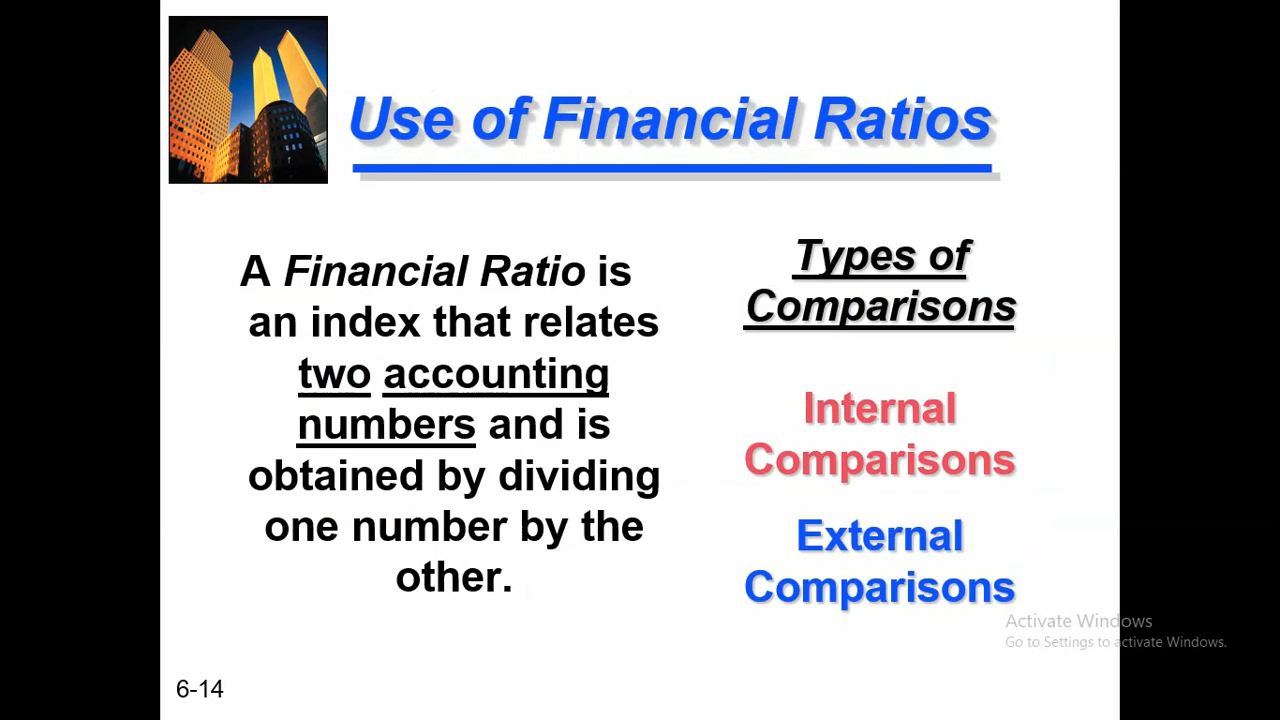 Use of Financial Ratios
A Financial Ratio is
an index that relates
two accounting
numbers and is
obtained by dividing
one number by the
other.
Types of
Comparisons
Internal
Comparisons
External
Comparisons
Activate Windows
Go to Settings to activate Windows.
6-14